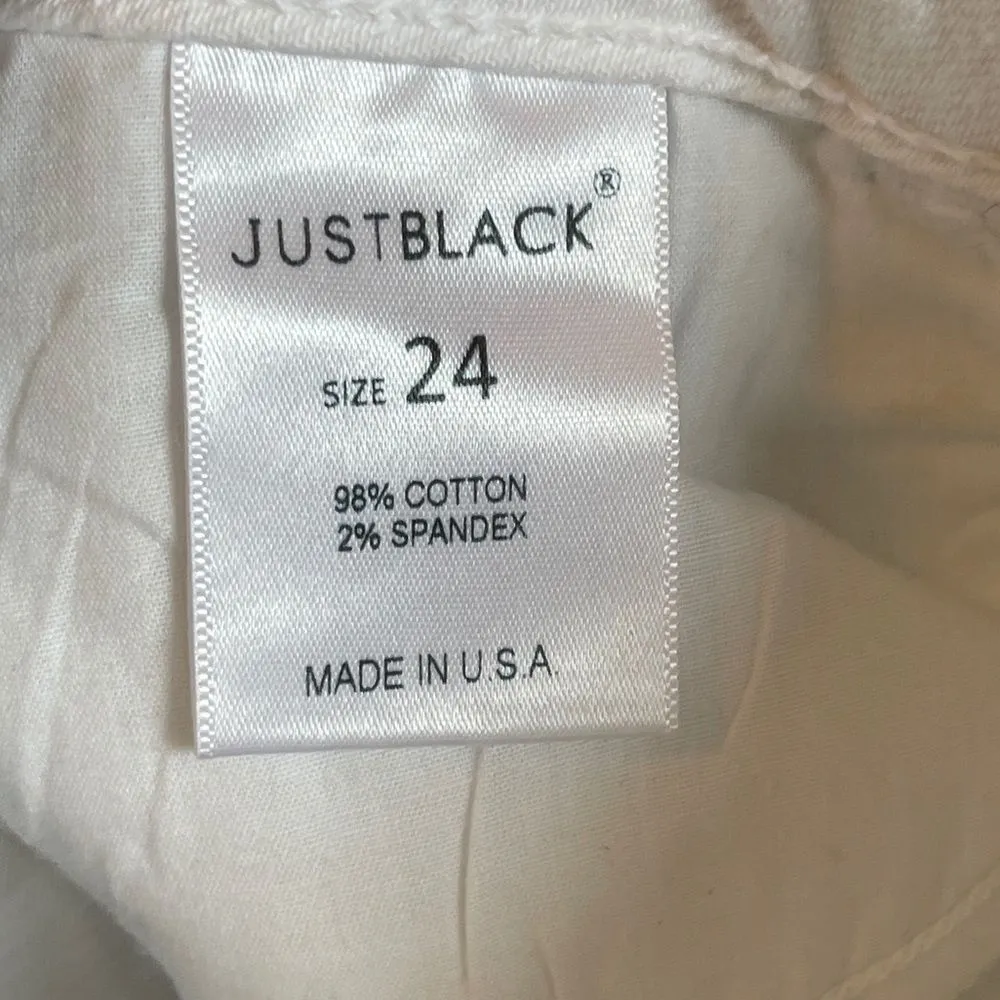 JUSTBLACK®
SIZE 24
98% COTTON
2% SPANDEX
MADE IN U.S.A.